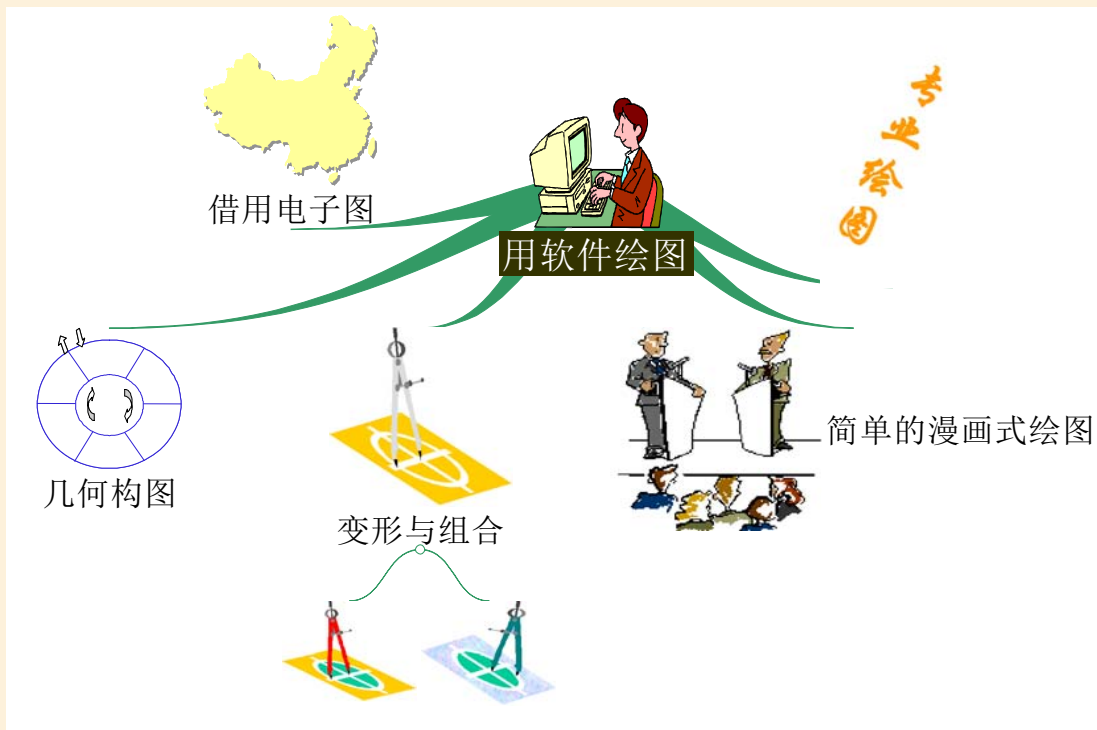 借用电子图
用软件绘图
专业绘图
几何构图
变形与组合
简单的漫画式绘图